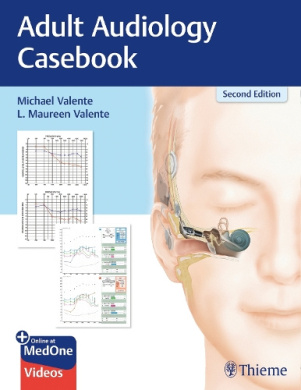 Adult Audiology
Casebook
Second Edition
Michael Valente
L. Maureen Valente
+ Online at
MedOne
Videos
Thieme